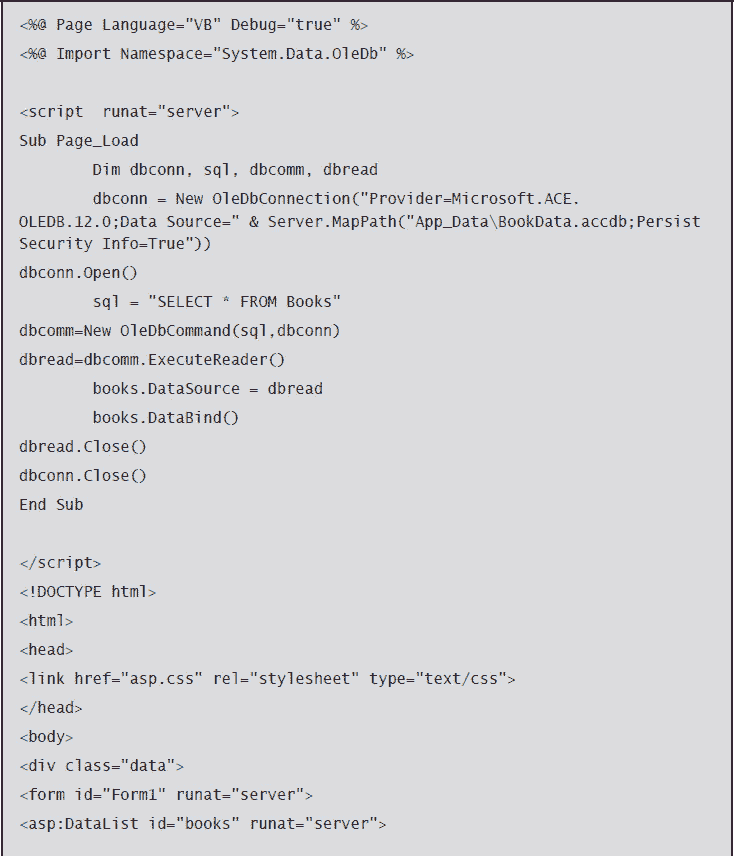 <%@ Page Language="VB" Debug="true" %>
<%@ Import Namespace="System.Data.OleDb" %>
<script  runat="server">
Sub Page_Load
Dim dbconn, sql, dbcomm, dbread
dbconn = New OleDbConnection("Provider=Microsoft.ACE.
OLEDB.12.0;Data Source=" & Server.MapPath("App_Data\BookData.accdb;Persist
Security Info=True"))
dbconn.Open()
sql = "SELECT * FROM Books"
dbcomm=New OleDbCommand(sql,dbconn)
dbread=dbcomm.ExecuteReader()
books.DataSource = dbread
books.DataBind()
dbread.Close()
dbconn.Close()
End Sub
</script>
<!DOCTYPE html>
<html>
<head>
<link href="asp.css" rel="stylesheet" type="text/css">
</head>
<body>
<div class="data">
<form id="Form1" runat="server">
<asp:DataList id="books" runat="server">